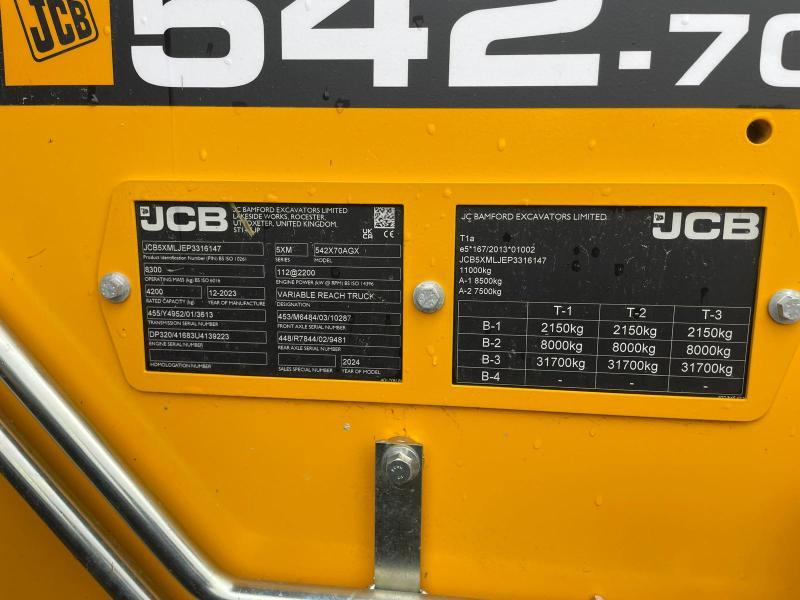 JCB
542-70
JCB
JC BAMFORD EXCAVATORS LIMITED
LAKESIDE WORKS, ROCESTER,
UTTOXETER, UNITED KINGDOM.
UKCA CE
JCB5XMLJEP3316147
Product Identification Number (PIN) BS ISO 10261
5XM
SERIES
542X70AGX
MODEL
8300
OPERATING MASS (kg) BS ISO 6016
112@2200
ENGINE POWER (kW @ RPM) BS ISO 14396
4200
RATED CAPACITY (kg)
12-2023
YEAR OF MANUFACTURE
VARIABLE REACH TRUCK
DESIGNATION
455/Y4952/01/3613
TRANSMISSION SERIAL NUMBER
453/M6484/03/10287
FRONT AXLE SERIAL NUMBER
DP320/41683U4139223
ENGINE SERIAL NUMBER
448/R7844/02/9481
REAR AXLE SERIAL NUMBER
HOMOLOGATION NUMBER
SALES SPECIAL NUMBER
2024
YEAR OF MODEL
JC BAMFORD EXCAVATORS LIMITED
JCB
T1a
e5*167/2013*01002
JCB5XMLJEP3316147
11000kg
A-1 8500kg
A-2 7500kg
T-1 T-2 T-3
B-1 2150kg 2150kg 2150kg
B-2 8000kg 8000kg 8000kg
B-3 31700kg 31700kg 31700kg
B-4 - - -